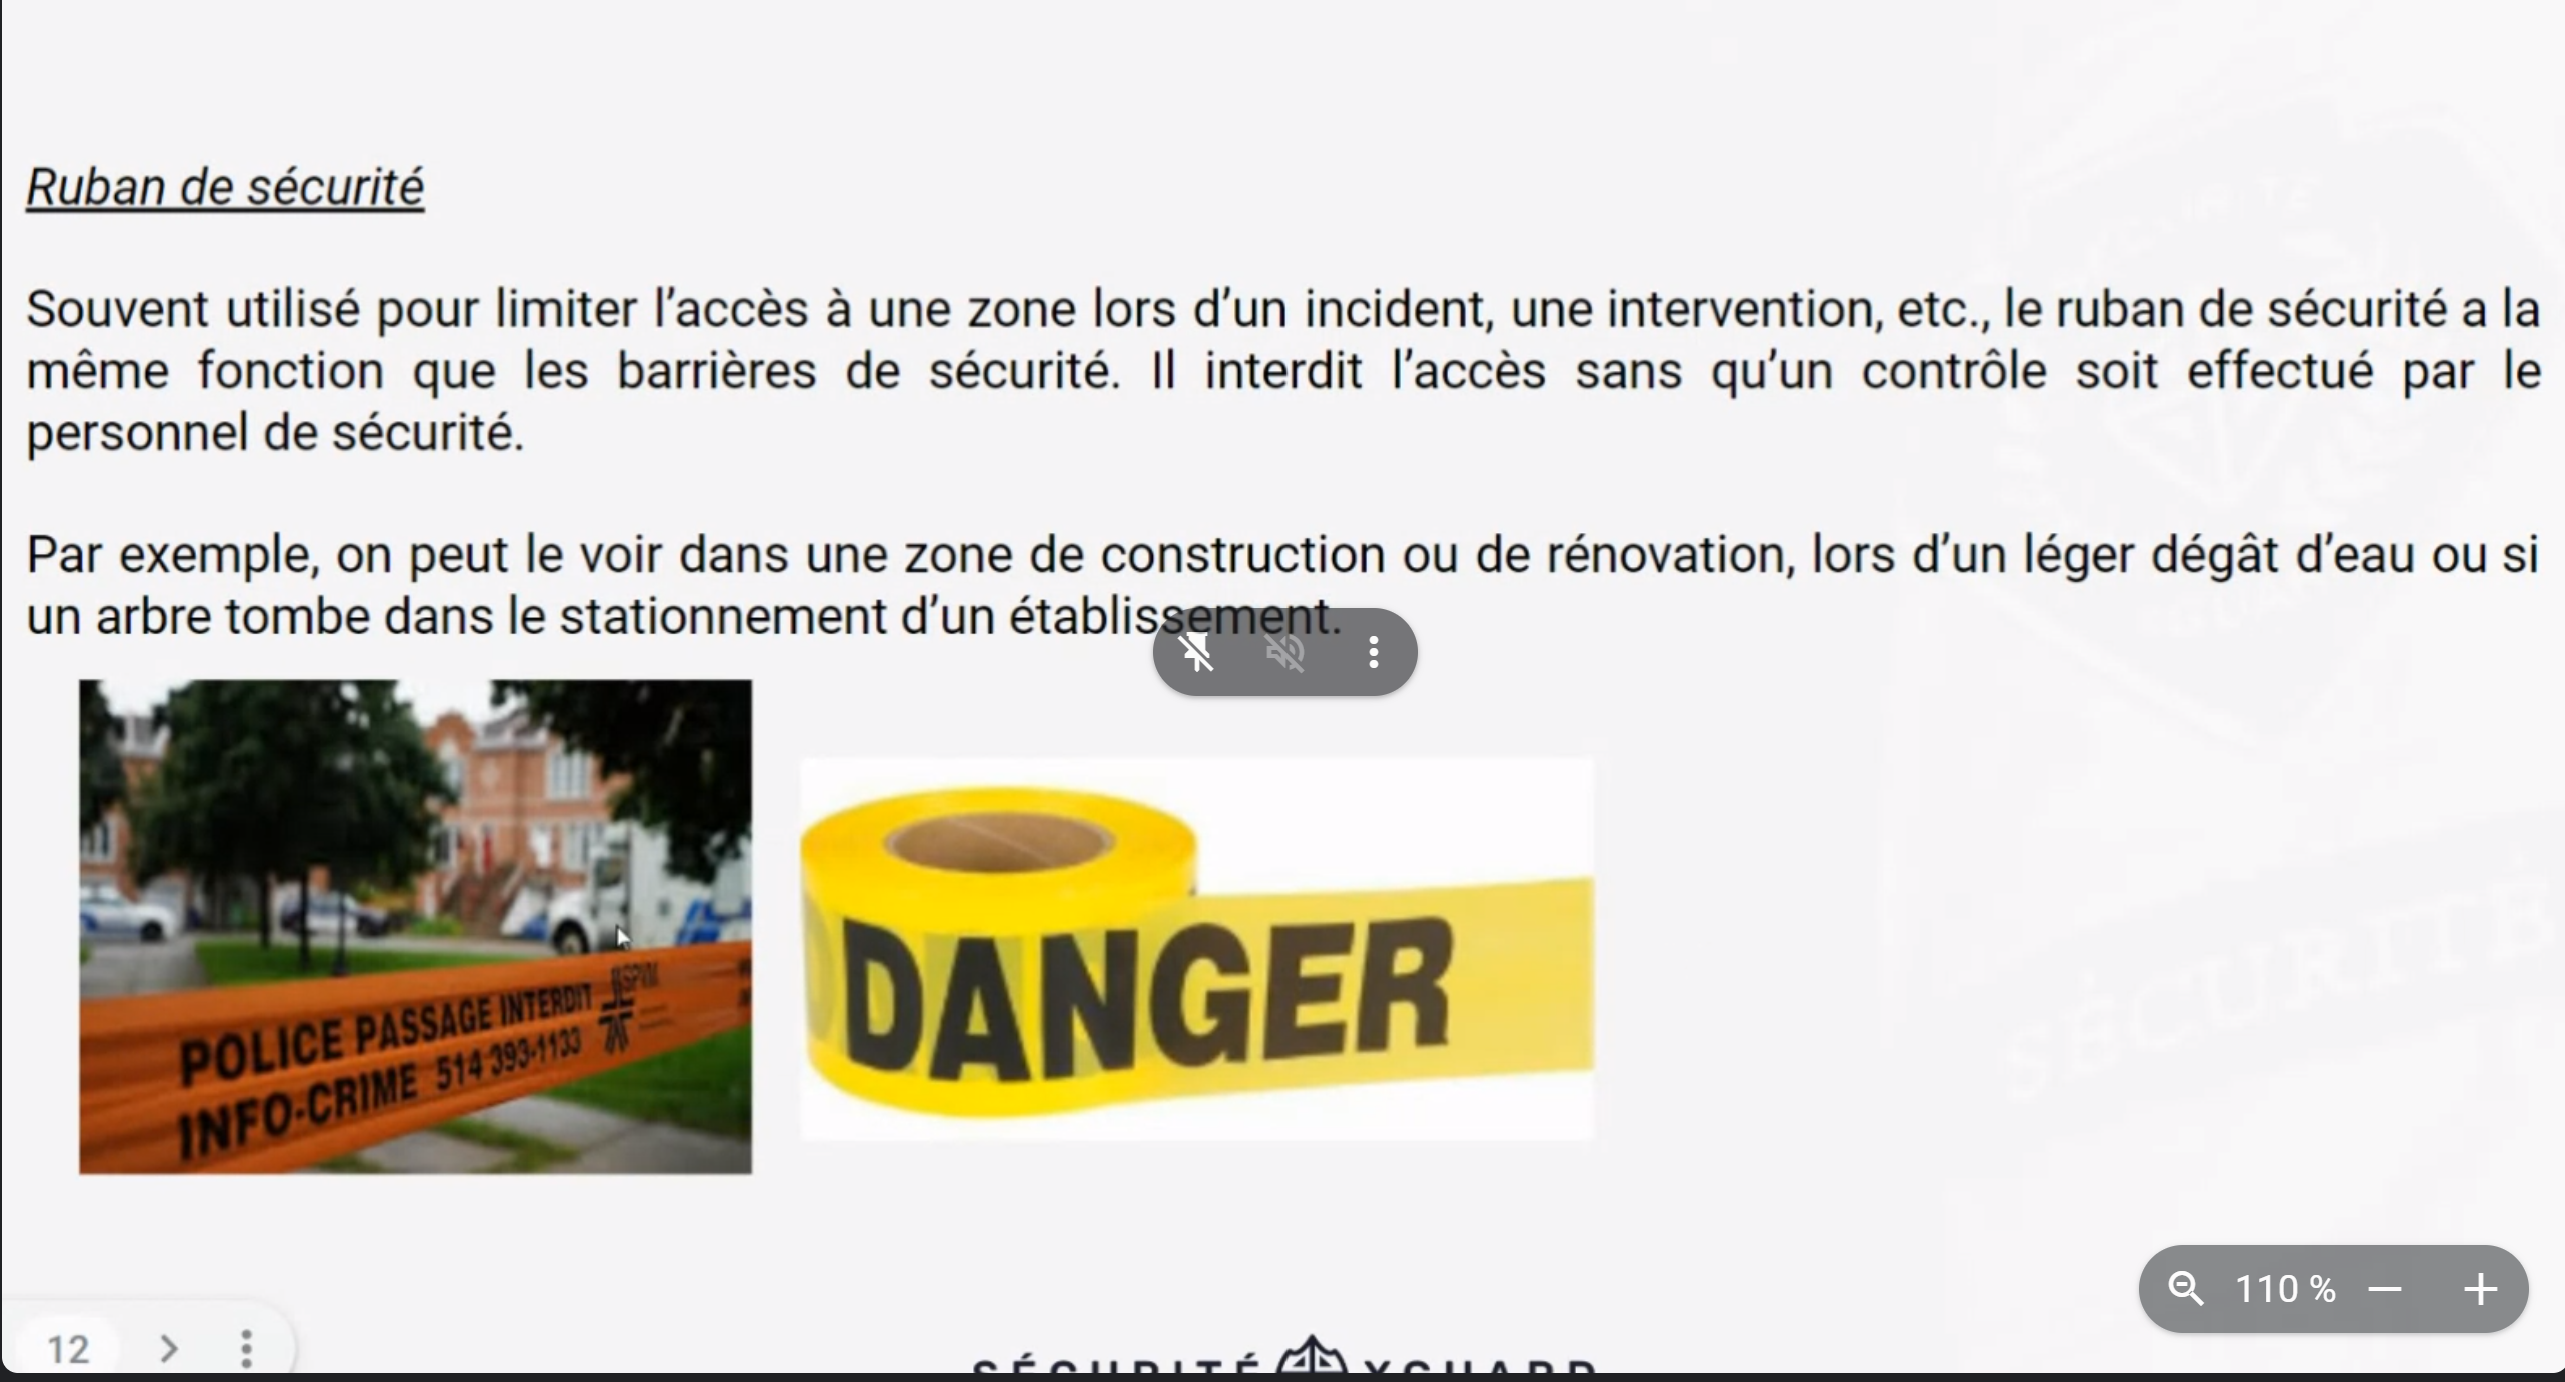 Ruban de sécurité
Souvent utilisé pour limiter l’accès à une zone lors d’un incident, une intervention, etc., le ruban de sécurité a la
même fonction que les barrières de sécurité. Il interdit l’accès sans qu’un contrôle soit effectué par le
personnel de sécurité.
Par exemple, on peut le voir dans une zone de construction ou de rénovation, lors d’un léger dégât d’eau ou si
un arbre tombe dans le stationnement d’un établissement.
POLICE PASSAGE INTERDIT SPVM
INFO-CRIME 514 393-1133
DANGER
SÉCURITÉ
110 %
12
SÉCURITÉ XGUARD